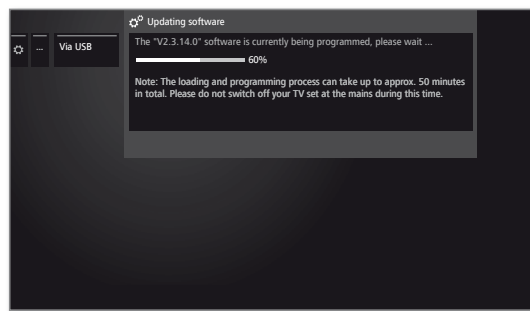 Updating software
... Via USB
The "V2.3.14.0" software is currently being programmed, please wait ...
60%
Note: The loading and programming process can take up to approx. 50 minutes
in total. Please do not switch off your TV set at the mains during this time.